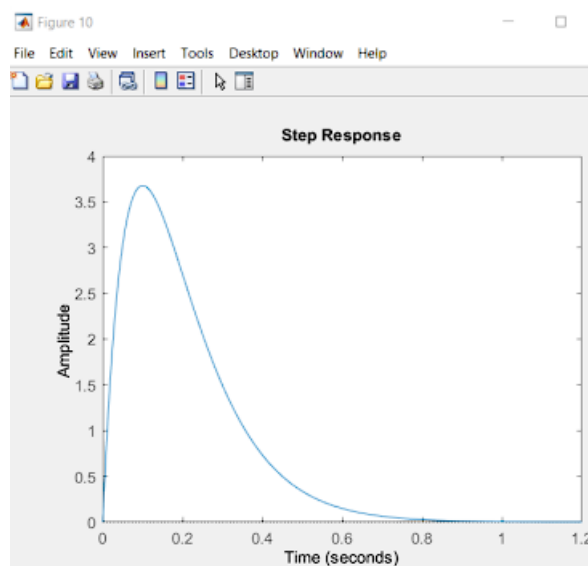 Figure 10
File Edit View Insert Tools Desktop Window Help
Step Response
4
3.5
3
2.5
2
1.5
1
0.5
0
Amplitude
0 0.2 0.4 0.6 0.8 1 1.2
Time (seconds)